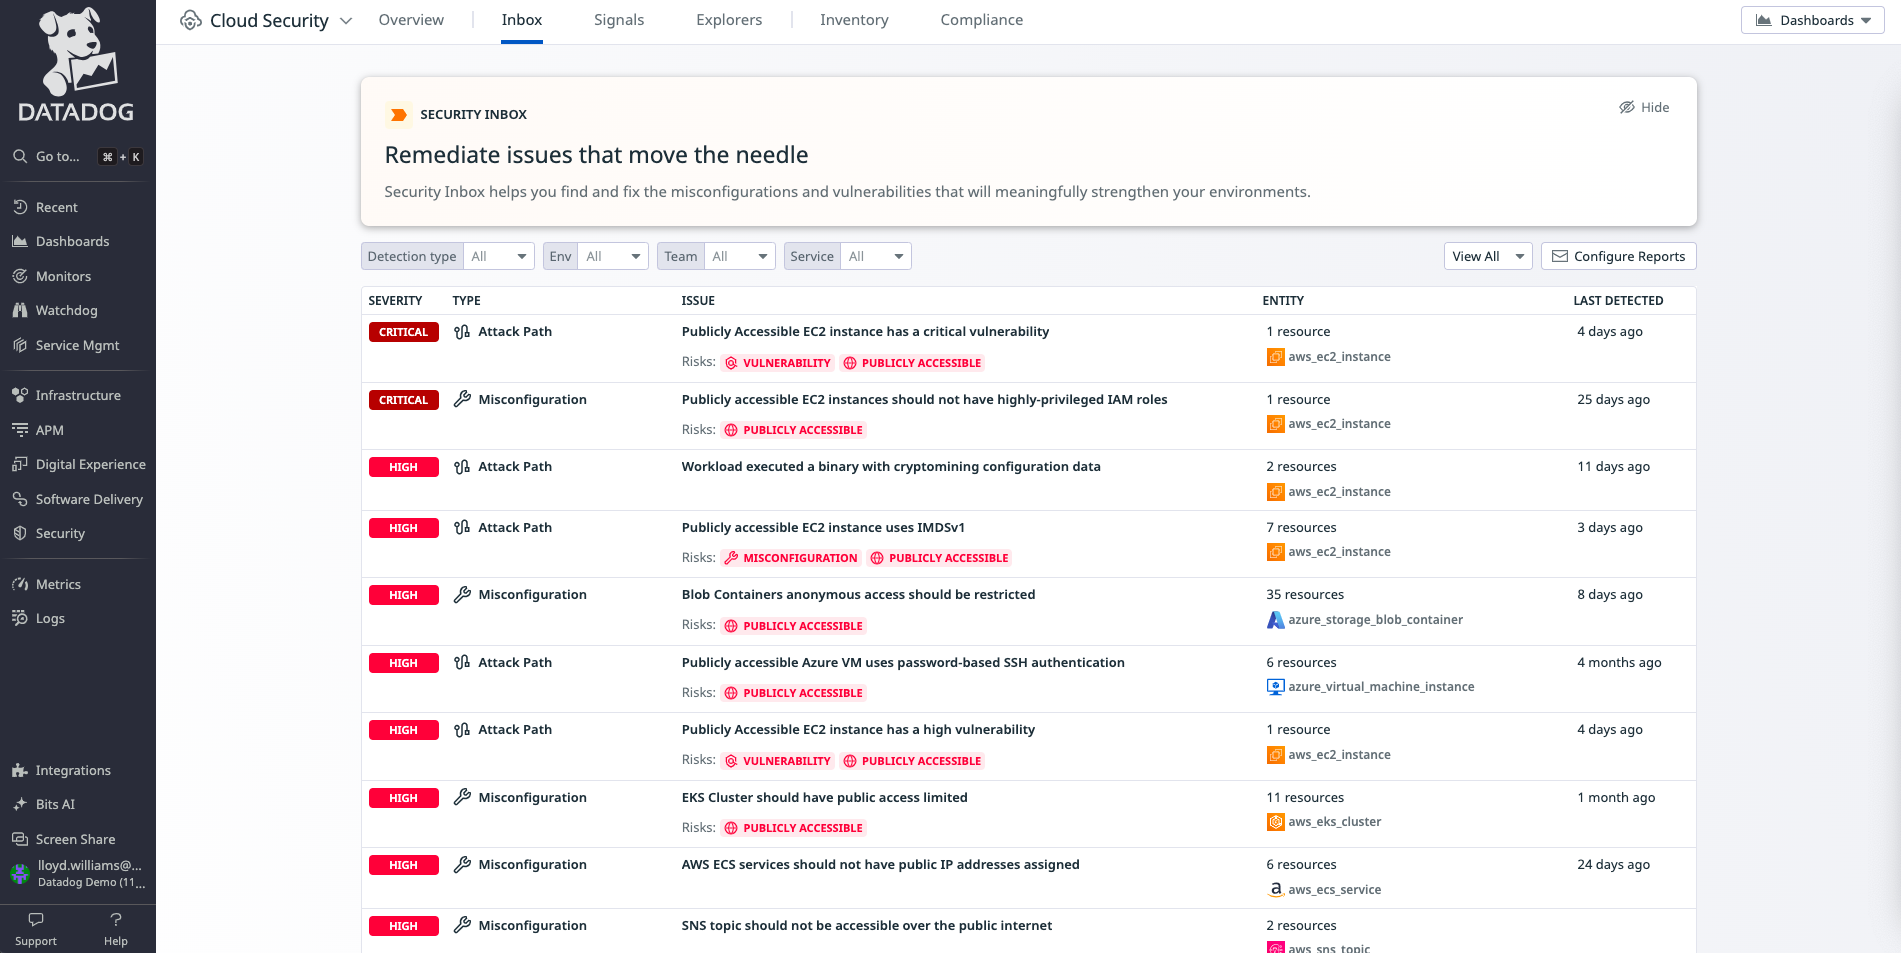 DATADOG
Go to... ⌘ + K
Recent
Dashboards
Monitors
Watchdog
Service Mgmt
Infrastructure
APM
Digital Experience
Software Delivery
Security
Metrics
Logs
Integrations
Bits AI
Screen Share
lloyd.williams@...
Datadog Demo (11...
Support Help
Cloud Security Overview Inbox Signals Explorers Inventory Compliance Dashboards
SECURITY INBOX Hide
Remediate issues that move the needle
Security Inbox helps you find and fix the misconfigurations and vulnerabilities that will meaningfully strengthen your environments.
Detection type All Env All Team All Service All View All Configure Reports
SEVERITY TYPE ISSUE ENTITY LAST DETECTED
CRITICAL Attack Path Publicly Accessible EC2 instance has a critical vulnerability 1 resource 4 days ago
Risks: VULNERABILITY PUBLICLY ACCESSIBLE aws_ec2_instance
CRITICAL Misconfiguration Publicly accessible EC2 instances should not have highly-privileged IAM roles 1 resource 25 days ago
Risks: PUBLICLY ACCESSIBLE aws_ec2_instance
HIGH Attack Path Workload executed a binary with cryptomining configuration data 2 resources 11 days ago
aws_ec2_instance
HIGH Attack Path Publicly accessible EC2 instance uses IMDSv1 7 resources 3 days ago
Risks: MISCONFIGURATION PUBLICLY ACCESSIBLE aws_ec2_instance
HIGH Misconfiguration Blob Containers anonymous access should be restricted 35 resources 8 days ago
Risks: PUBLICLY ACCESSIBLE azure_storage_blob_container
HIGH Attack Path Publicly accessible Azure VM uses password-based SSH authentication 6 resources 4 months ago
Risks: PUBLICLY ACCESSIBLE azure_virtual_machine_instance
HIGH Attack Path Publicly Accessible EC2 instance has a high vulnerability 1 resource 4 days ago
Risks: VULNERABILITY PUBLICLY ACCESSIBLE aws_ec2_instance
HIGH Misconfiguration EKS Cluster should have public access limited 11 resources 1 month ago
Risks: PUBLICLY ACCESSIBLE aws_eks_cluster
HIGH Misconfiguration AWS ECS services should not have public IP addresses assigned 6 resources 24 days ago
aws_ecs_service
HIGH Misconfiguration SNS topic should not be accessible over the public internet 2 resources
aws_sns_topic